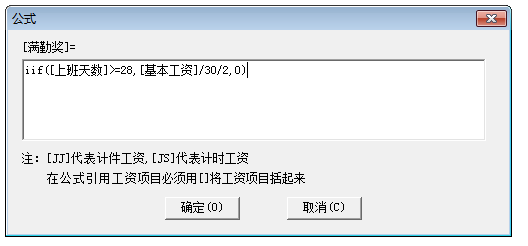 公式
[满勤奖]=
iif([上班天数]>=28,[基本工资]/30/2,0)
注：[JJ]代表计件工资,[JS]代表计时工资
在公式引用工资项目必须用[]将工资项目括起来
确定(O)
取消(C)